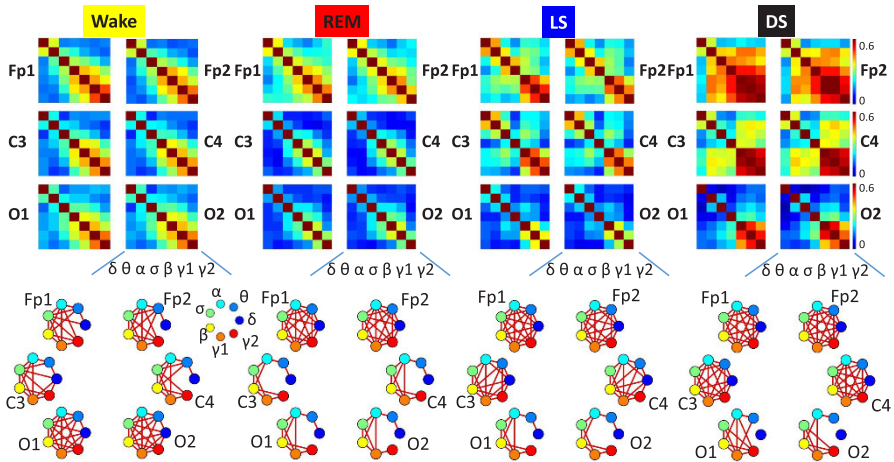 Wake REM LS DS
Fp1 Fp2 Fp1 Fp2 Fp1 Fp2 Fp1 Fp2 0.6 0
C3 C4 C3 C4 C3 C4 C3 C4 0.6 0
O1 O2 O1 O2 O1 O2 O1 O2 0.6 0
δ θ α σ β γ1 γ2 δ θ α σ β γ1 γ2 δ θ α σ β γ1 γ2 δ θ α σ β γ1 γ2
Fp1 Fp2 α θ σ δ β γ1 γ2 Fp1 Fp2 Fp1 Fp2 Fp1 Fp2
C3 C4 C3 C4 C3 C4 C3 C4
O1 O2 O1 O2 O1 O2 O1 O2